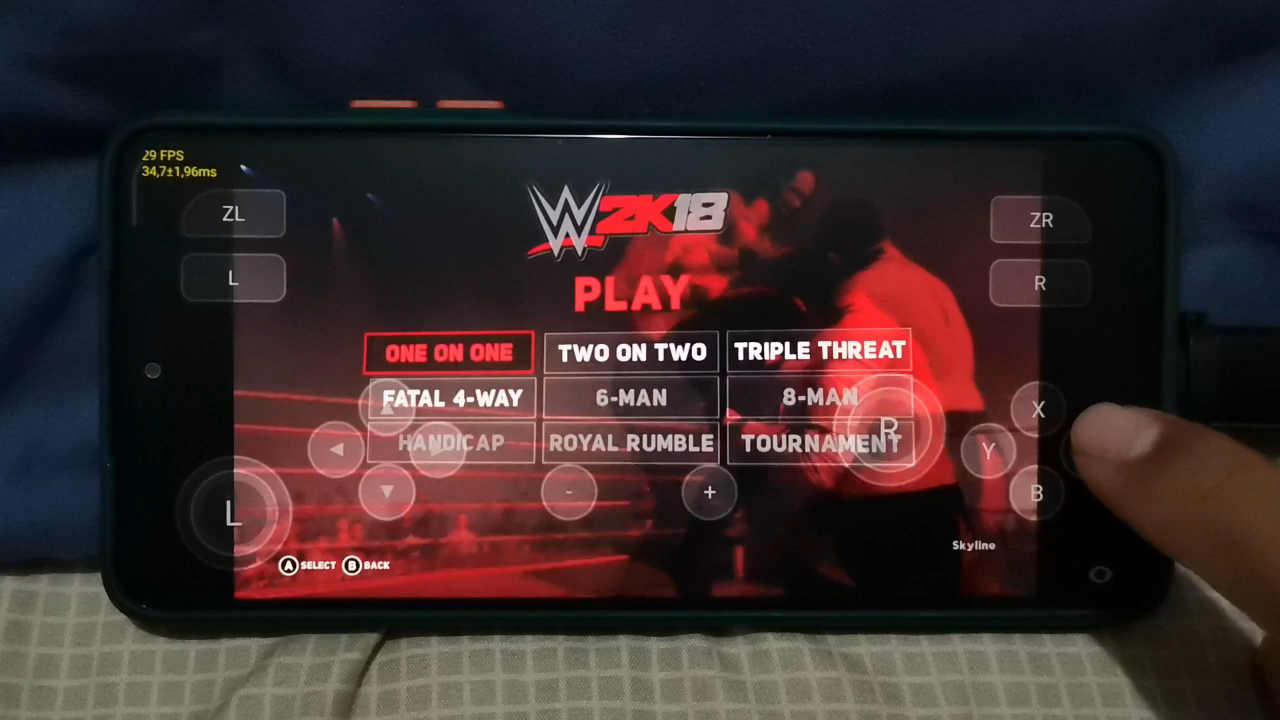 29 FPS
34,7±1,96ms
ZL
ZR
W 2K18
L
R
PLAY
ONE ON ONE
TWO ON TWO
TRIPLE THREAT
FATAL 4-WAY
6-MAN
8-MAN
X
HANDICAP
ROYAL RUMBLE
TOURNAMENT
R
Y
L
-
+
B
Skyline
A SELECT B BACK